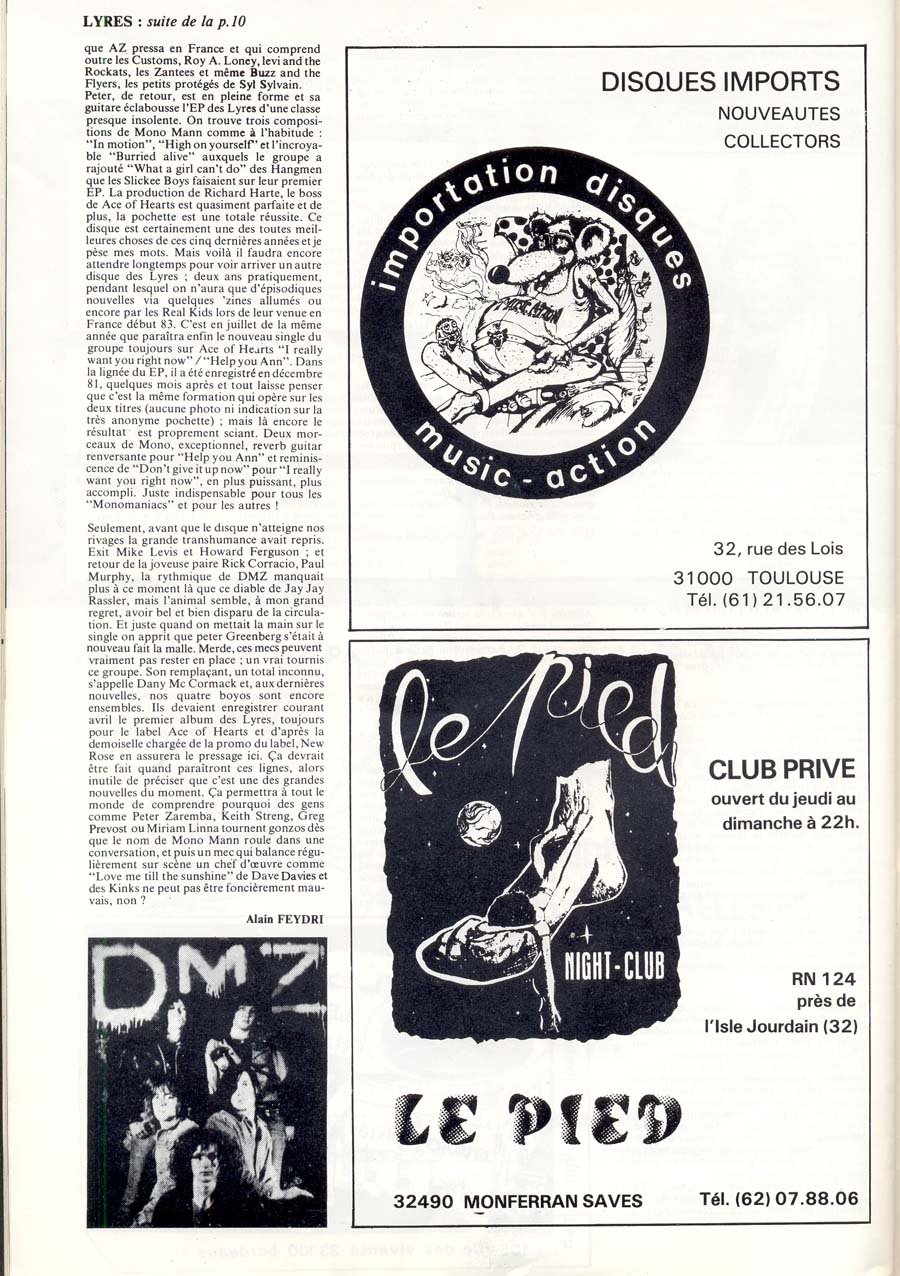 LYRES : suite de la p.10
que AZ pressa en France et qui comprend
outre les Customs, Roy A. Loney, levi and the
Rockats, les Zantees et même Buzz and the
Flyers, les petits protégés de Syl Sylvain.
Peter, de retour, est en pleine forme et sa
guitare éclabousse l'EP des Lyres d'une classe
presque insolente. On trouve trois composi-
tions de Mono Mann comme à l'habitude :
"In motion", "High on yourself" et l'incroya-
ble "Burried alive" auxquels le groupe a
rajouté "What a girl can't do" des Hangmen
que les Slickee Boys faisaient sur leur premier
EP. La production de Richard Harte, le boss
de Ace of Hearts est quasiment parfaite et de
plus, la pochette est une totale réussite. Ce
disque est certainement une des toutes meil-
leures choses de ces cinq dernières années et je
pèse mes mots. Mais voilà il faudra encore
attendre longtemps pour voir arriver un autre
disque des Lyres ; deux ans pratiquement,
pendant lesquel on n'aura que d'épisodiques
nouvelles via quelques 'zines allumés ou
encore par les Real Kids lors de leur venue en
France début 83. C'est en juillet de la même
année que paraîtra enfin le nouveau single du
groupe toujours sur Ace of Hearts "I really
want you right now" / "Help you Ann". Dans
la lignée du EP, il a été enregistré en décembre
81, quelques mois après et tout laisse penser
que c'est la même formation qui opère sur les
deux titres (aucune photo ni indication sur la
très anonyme pochette) ; mais là encore le
résultat est proprement sciant. Deux mor-
ceaux de Mono, exceptionnel, reverb guitar
renversante pour "Help you Ann" et reminis-
cence de "Don't give it up now" pour "I really
want you right now", en plus puissant, plus
accompli. Juste indispensable pour tous les
"Monomaniacs" et pour les autres !
Seulement, avant que le disque n'atteigne nos
rivages la grande transhumance avait repris.
Exit Mike Levis et Howard Ferguson ; et
retour de la joyeuse paire Rick Corracio, Paul
Murphy, la rythmique de DMZ manquait
plus à ce moment là que ce diable de Jay Jay
Rassler, mais l'animal semble, à mon grand
regret, avoir bel et bien disparu de la circula-
tion. Et juste quand on mettait la main sur le
single on apprit que peter Greenberg s'était à
nouveau fait la malle. Merde, ces mecs peuvent
vraiment pas rester en place ; un vrai tournis
ce groupe. Son remplaçant, un total inconnu,
s'appelle Dany Mc Cormack et, aux dernières
nouvelles, nos quatre boyos sont encore
ensembles. Ils devaient enregistrer courant
avril le premier album des Lyres, toujours
pour le label Ace of Hearts et d'après la
demoiselle chargée de la promo du label, New
Rose en assurera le pressage ici. Ça devrait
être fait quand paraîtront ces lignes, alors
inutile de préciser que c'est une des grandes
nouvelles du moment. Ça permettra à tout le
monde de comprendre pourquoi des gens
comme Peter Zaremba, Keith Streng, Greg
Prevost ou Miriam Linna tournent gonzos dès
que le nom de Mono Mann roule dans une
conversation, et puis un mec qui balance régu-
lièrement sur scène un chef d'œuvre comme
"Love me till the sunshine" de Dave Davies et
des Kinks ne peut pas être foncièrement mau-
vais, non ?
Alain FEYDRI
DMZ
DISQUES IMPORTS
NOUVEAUTES
COLLECTORS
importation disques
MUSIC ACTION
music - action
32, rue des Lois
31000 TOULOUSE
Tél. (61) 21.56.07
le pied
NIGHT-CLUB
CLUB PRIVE
ouvert du jeudi au
dimanche à 22h.
RN 124
près de
l'Isle Jourdain (32)
LE PIED
32490 MONFERRAN SAVES
Tél. (62) 07.88.06